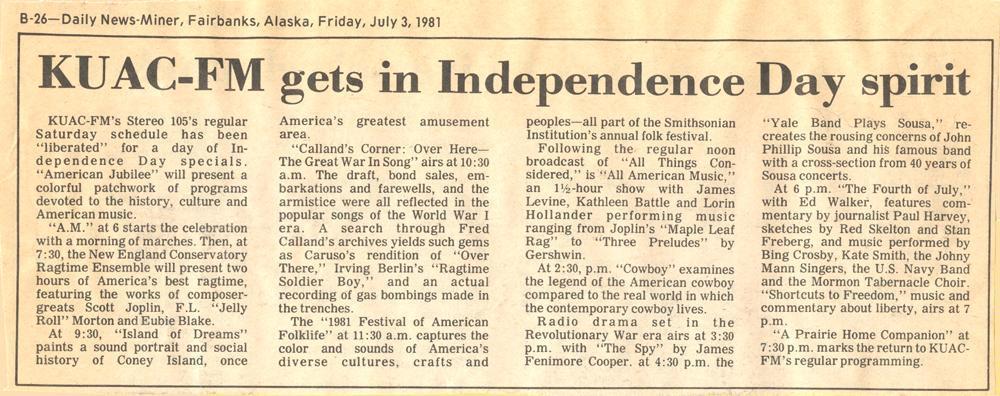 B-26—Daily News-Miner, Fairbanks, Alaska, Friday, July 3, 1981
KUAC-FM gets in Independence Day spirit
KUAC-FM's Stereo 105's regular
Saturday schedule has been
"liberated" for a day of In-
dependence Day specials.
"American Jubilee" will present a
colorful patchwork of programs
devoted to the history, culture and
American music.
"A.M." at 6 starts the celebration
with a morning of marches. Then, at
7:30, the New England Conservatory
Ragtime Ensemble will present two
hours of America's best ragtime,
featuring the works of composer-
greats Scott Joplin, F.L. "Jelly
Roll" Morton and Eubie Blake.
At 9:30, "Island of Dreams"
paints a sound portrait and social
history of Coney Island, once
America's greatest amusement
area.
"Calland's Corner: Over Here—
The Great War In Song" airs at 10:30
a.m. The draft, bond sales, em-
barkations and farewells, and the
armistice were all reflected in the
popular songs of the World War I
era. A search through Fred
Calland's archives yields such gems
as Caruso's rendition of "Over
There," Irving Berlin's "Ragtime
Soldier Boy," and an actual
recording of gas bombings made in
the trenches.
The "1981 Festival of American
Folklife" at 11:30 a.m. captures the
color and sounds of America's
diverse cultures, crafts and
peoples—all part of the Smithsonian
Institution's annual folk festival.
Following the regular noon
broadcast of "All Things Con-
sidered," is "All American Music,"
an 1½-hour show with James
Levine, Kathleen Battle and Lorin
Hollander performing music
ranging from Joplin's "Maple Leaf
Rag" to "Three Preludes" by
Gershwin.
At 2:30, p.m. "Cowboy" examines
the legend of the American cowboy
compared to the real world in which
the contemporary cowboy lives.
Radio drama set in the
Revolutionary War era airs at 3:30
p.m. with "The Spy" by James
Fenimore Cooper. at 4:30 p.m. the
"Yale Band Plays Sousa," re-
creates the rousing concerns of John
Phillip Sousa and his famous band
with a cross-section from 40 years of
Sousa concerts.
At 6 p.m. "The Fourth of July,"
with Ed Walker, features com-
mentary by journalist Paul Harvey,
sketches by Red Skelton and Stan
Freberg, and music performed by
Bing Crosby, Kate Smith, the Johny
Mann Singers, the U.S. Navy Band
and the Mormon Tabernacle Choir.
"Shortcuts to Freedom," music and
commentary about liberty, airs at 7
p.m.
"A Prairie Home Companion" at
7:30 p.m. marks the return to KUAC-
FM's regular programming.